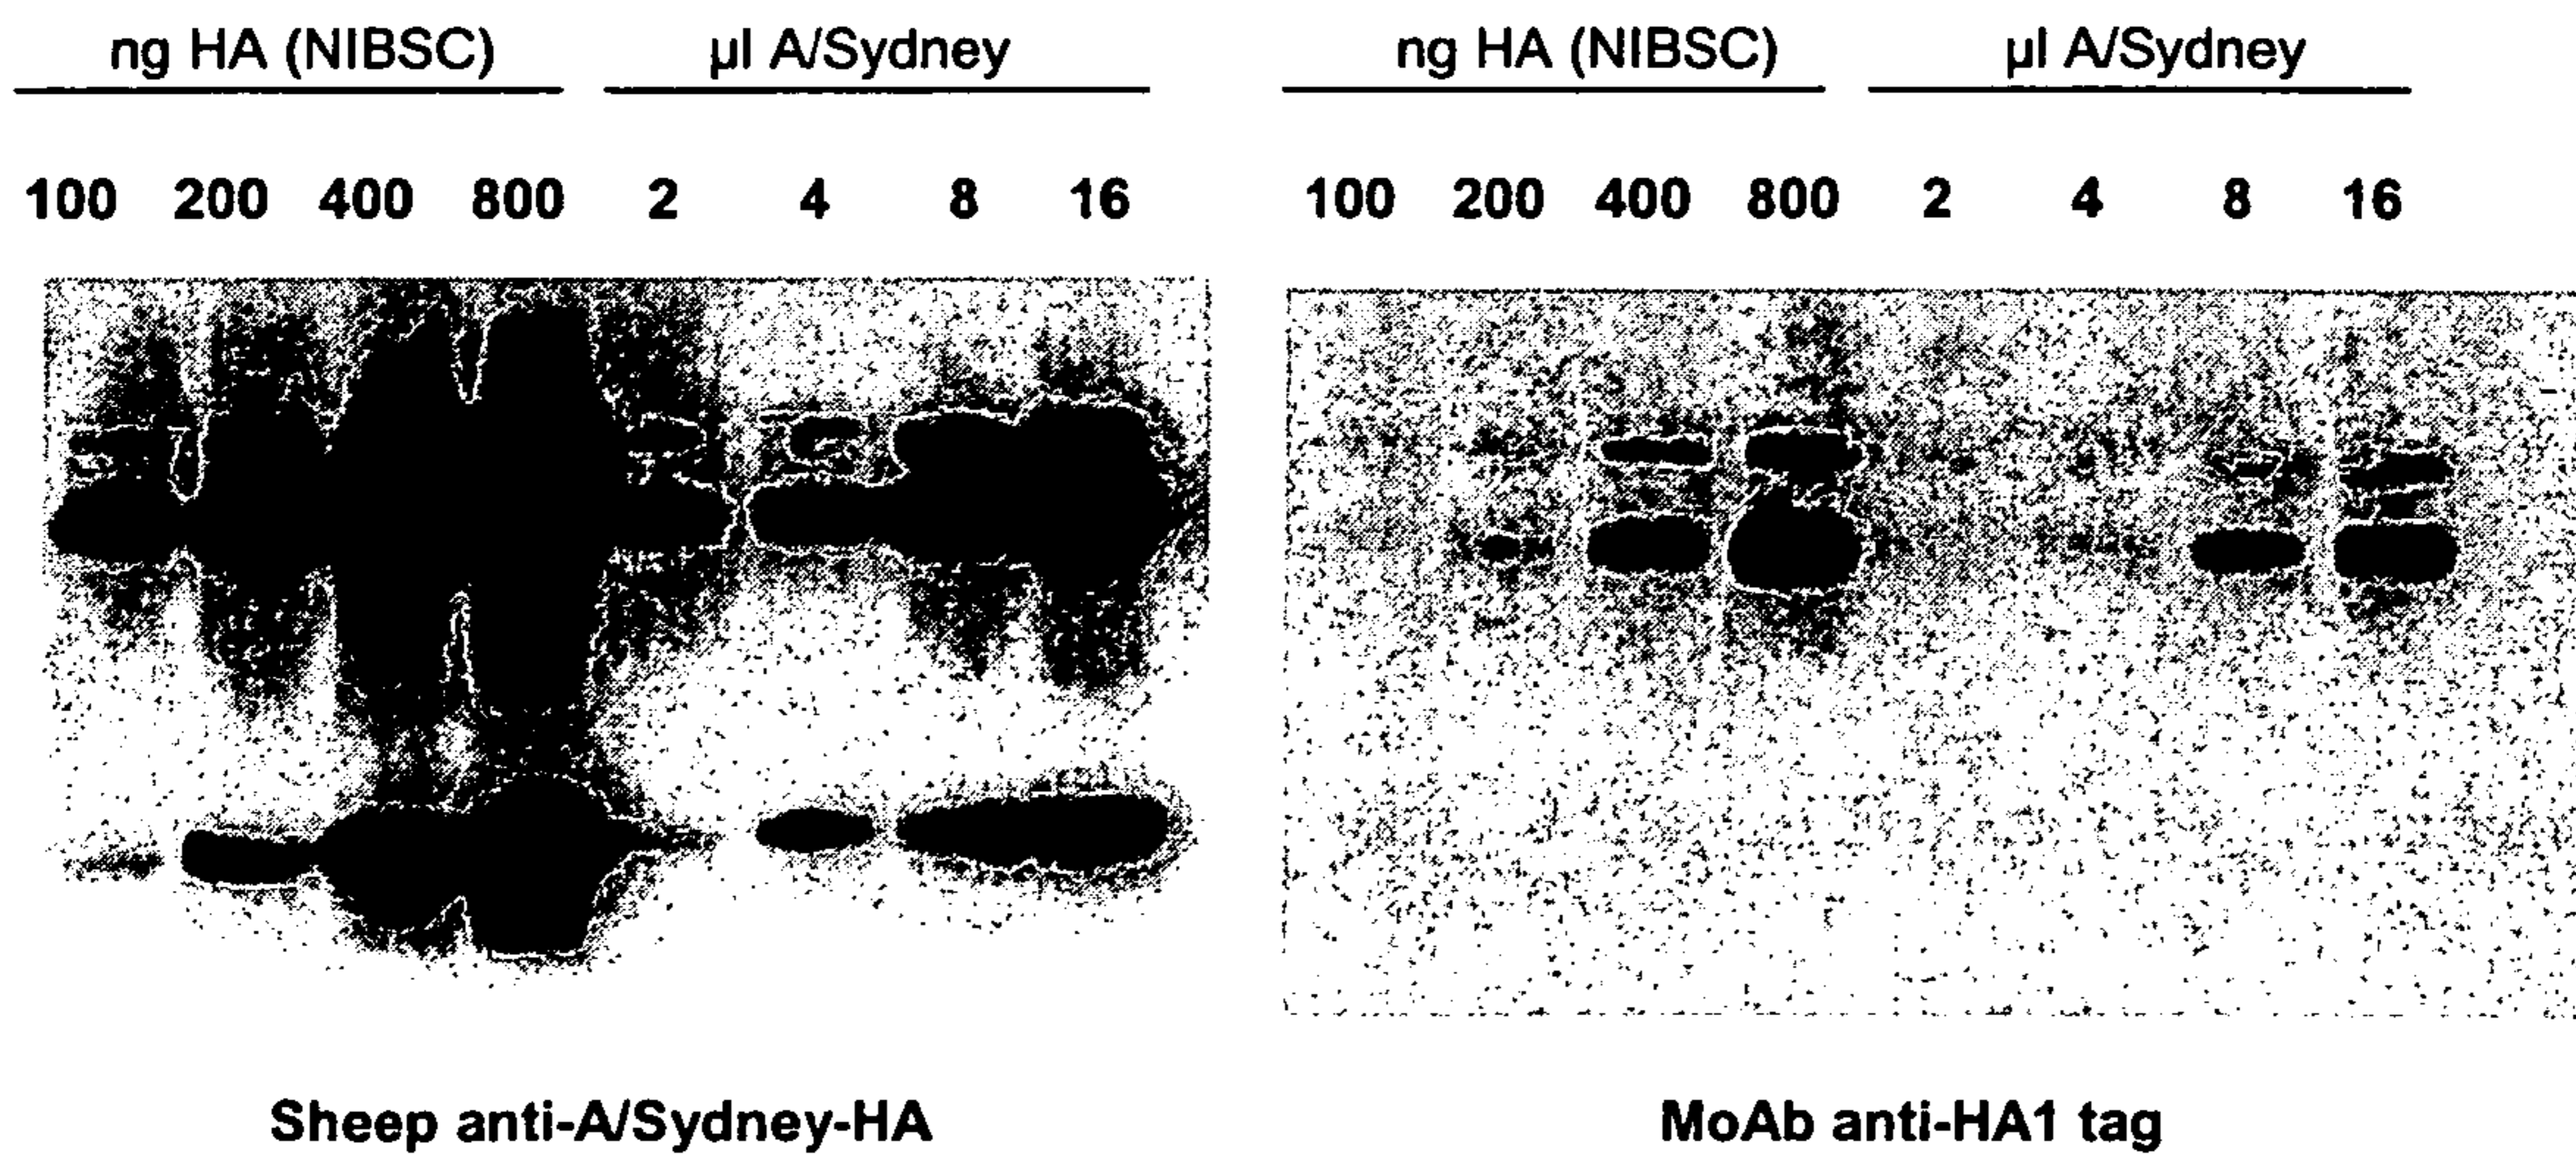 ng HA (NIBSC) µl A/Sydney ng HA (NIBSC) µl A/Sydney
100 200 400 800 2 4 8 16 100 200 400 800 2 4 8 16
Sheep anti-A/Sydney-HA MoAb anti-HA1 tag